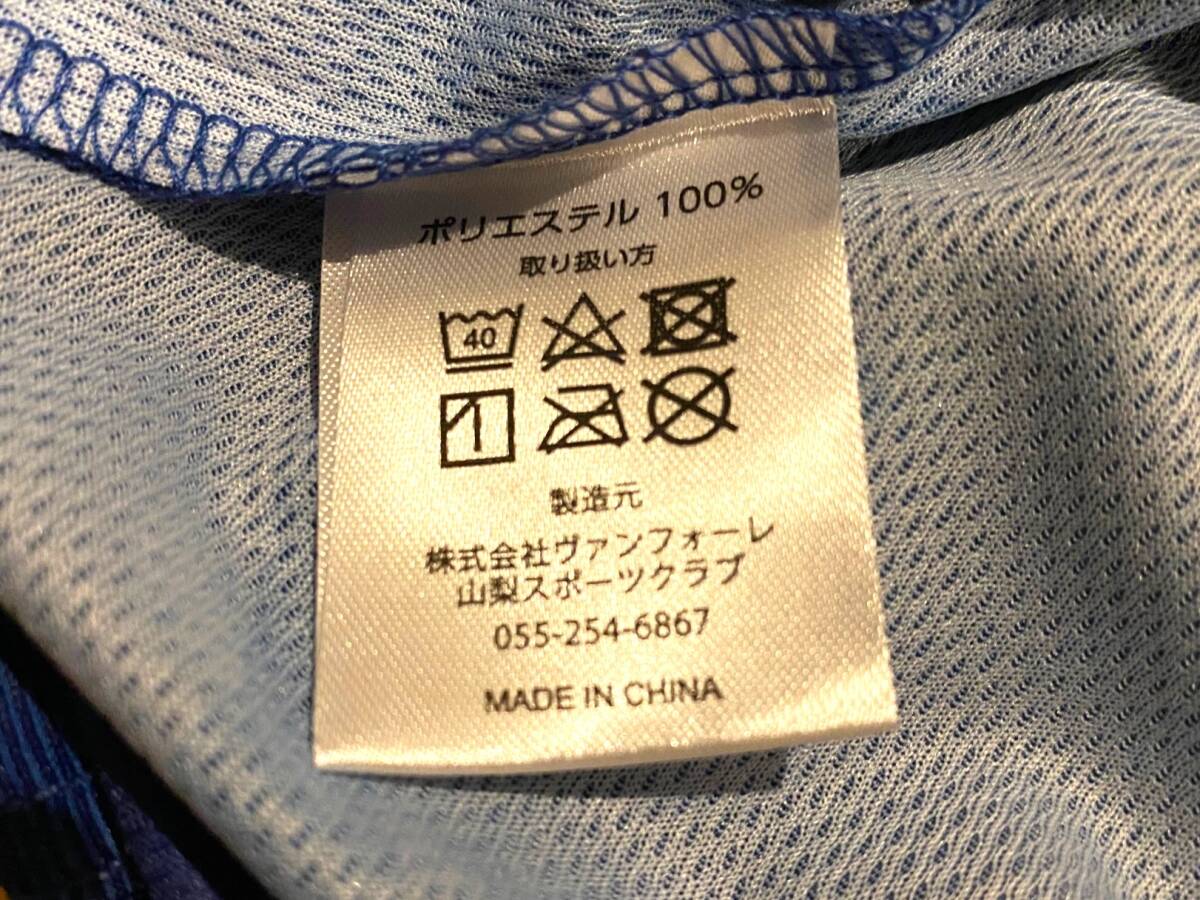 ポリエステル 100%
取り扱い方
40
製造元
株式会社ヴァンフォーレ
山梨スポーツクラブ
055-254-6867
MADE IN CHINA